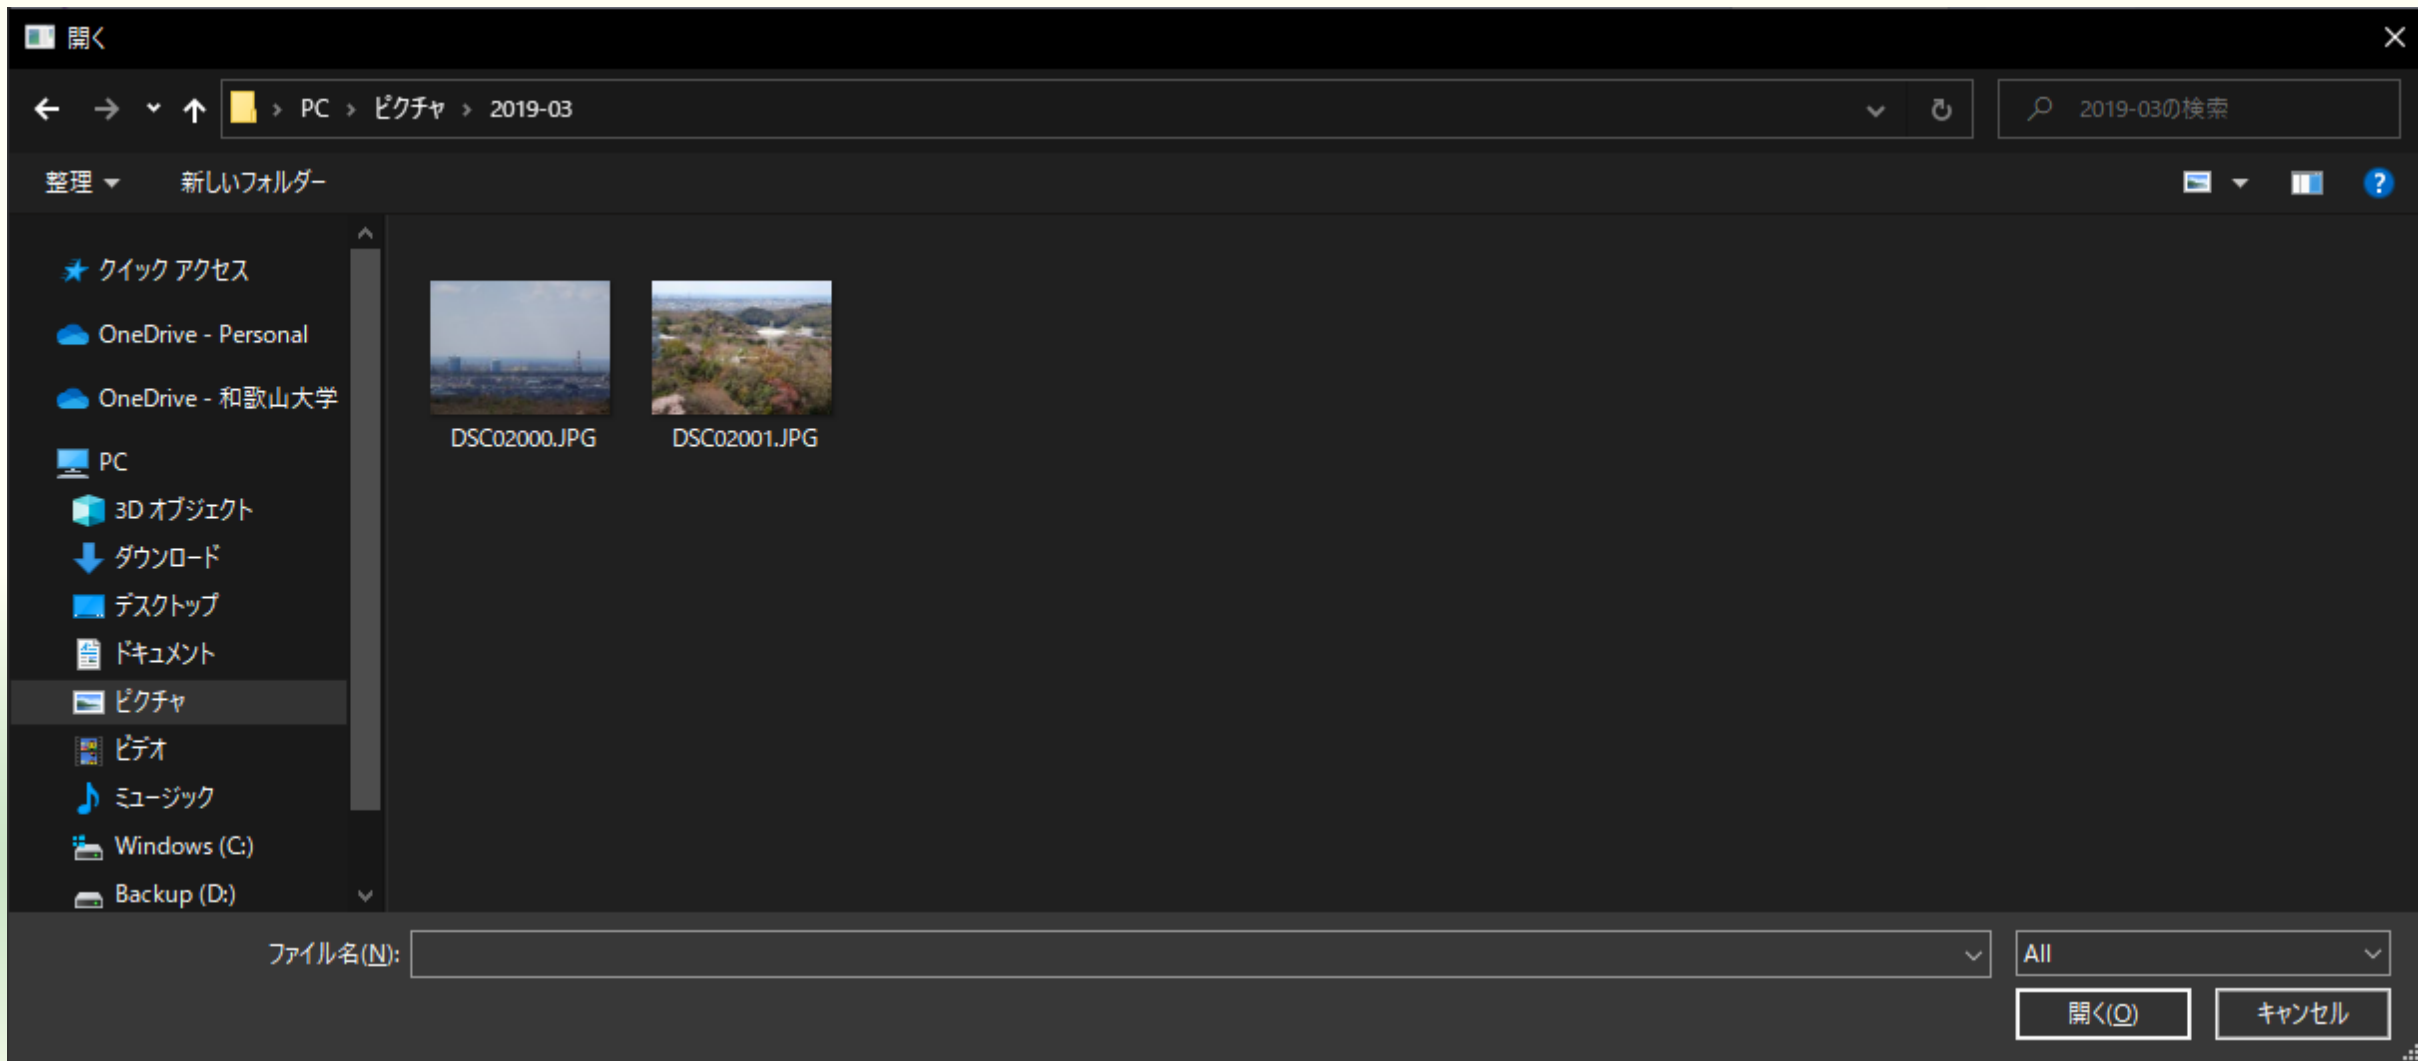 開く
PC > ピクチャ > 2019-03
2019-03の検索
整理
新しいフォルダー
クイック アクセス
OneDrive - Personal
OneDrive - 和歌山大学
PC
3D オブジェクト
ダウンロード
デスクトップ
ドキュメント
ピクチャ
ビデオ
ミュージック
Windows (C:)
Backup (D:)
DSC02000.JPG
DSC02001.JPG
ファイル名(N):
All
開く(O)
キャンセル